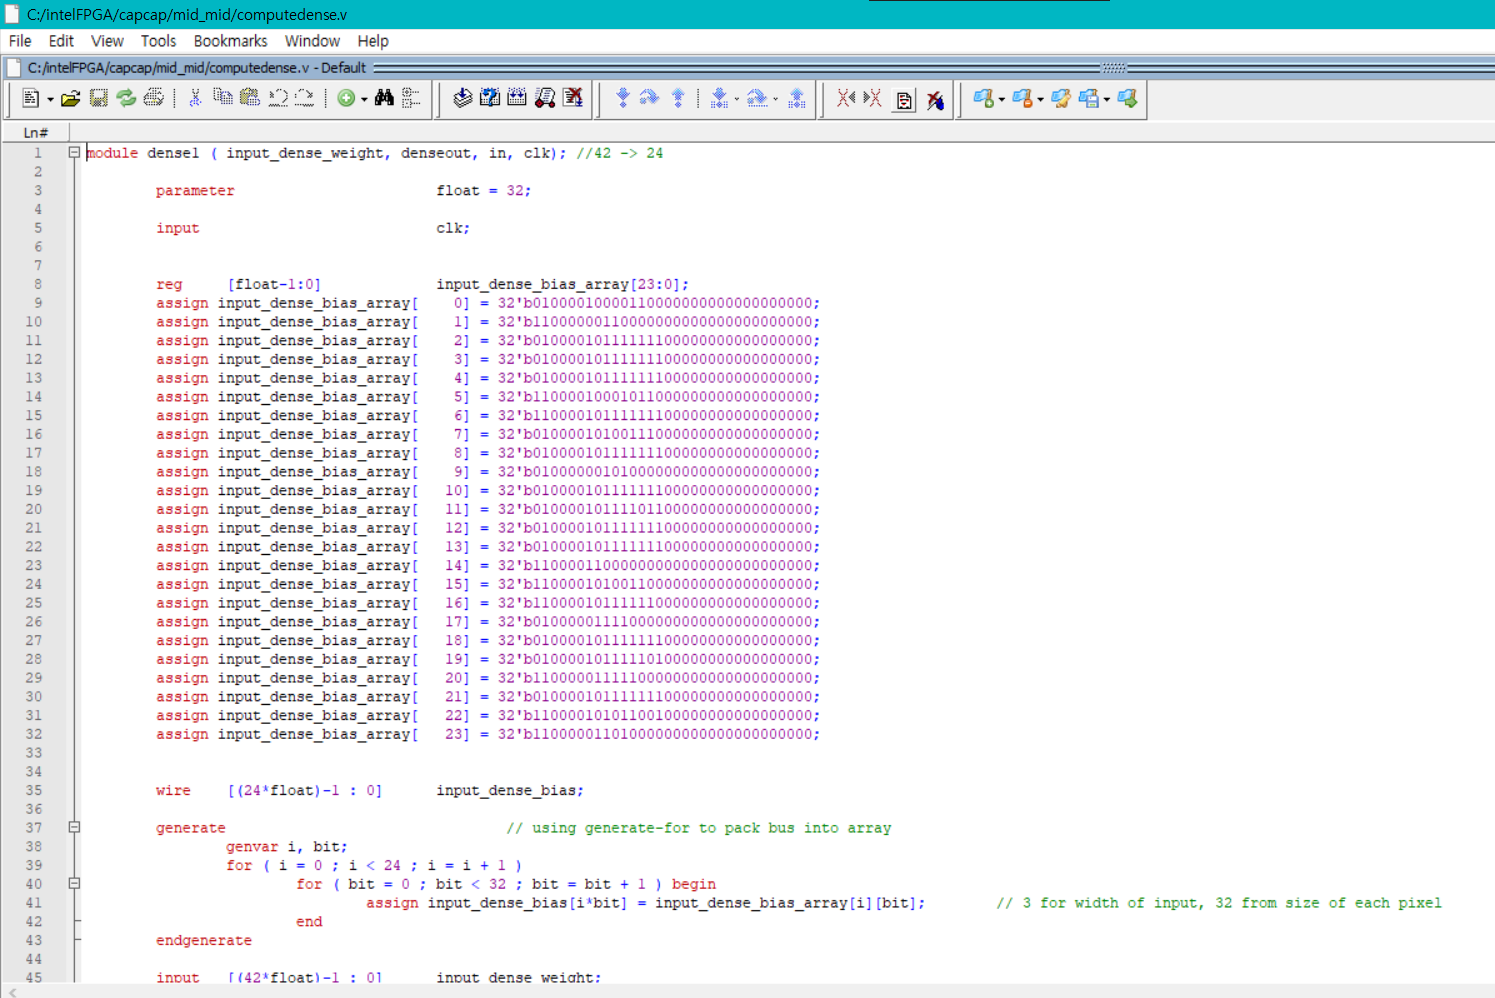 C:/intelFPGA/capcap/mid_mid/computedense.v
File Edit View Tools Bookmarks Window Help
C:/intelFPGA/capcap/mid_mid/computedense.v - Default
Ln#
1 module dense1 ( input_dense_weight, denseout, in, clk); //42 -> 24
2
3 parameter float = 32;
4
5 input clk;
6
7
8 reg [float-1:0] input_dense_bias_array[23:0];
9 assign input_dense_bias_array[ 0] = 32'b01000010000110000000000000000000;
10 assign input_dense_bias_array[ 1] = 32'b11000000110000000000000000000000;
11 assign input_dense_bias_array[ 2] = 32'b01000010111111100000000000000000;
12 assign input_dense_bias_array[ 3] = 32'b01000010111111100000000000000000;
13 assign input_dense_bias_array[ 4] = 32'b01000010111111100000000000000000;
14 assign input_dense_bias_array[ 5] = 32'b11000010001011000000000000000000;
15 assign input_dense_bias_array[ 6] = 32'b11000010111111100000000000000000;
16 assign input_dense_bias_array[ 7] = 32'b01000010100111000000000000000000;
17 assign input_dense_bias_array[ 8] = 32'b01000010111111100000000000000000;
18 assign input_dense_bias_array[ 9] = 32'b01000000101000000000000000000000;
19 assign input_dense_bias_array[ 10] = 32'b01000010111111100000000000000000;
20 assign input_dense_bias_array[ 11] = 32'b01000010111101100000000000000000;
21 assign input_dense_bias_array[ 12] = 32'b01000010111111100000000000000000;
22 assign input_dense_bias_array[ 13] = 32'b01000010111111100000000000000000;
23 assign input_dense_bias_array[ 14] = 32'b11000011000000000000000000000000;
24 assign input_dense_bias_array[ 15] = 32'b11000010100110000000000000000000;
25 assign input_dense_bias_array[ 16] = 32'b11000010111111000000000000000000;
26 assign input_dense_bias_array[ 17] = 32'b01000001111000000000000000000000;
27 assign input_dense_bias_array[ 18] = 32'b01000010111111100000000000000000;
28 assign input_dense_bias_array[ 19] = 32'b01000010111110100000000000000000;
29 assign input_dense_bias_array[ 20] = 32'b11000001111100000000000000000000;
30 assign input_dense_bias_array[ 21] = 32'b01000010111111100000000000000000;
31 assign input_dense_bias_array[ 22] = 32'b11000010101100100000000000000000;
32 assign input_dense_bias_array[ 23] = 32'b11000001101000000000000000000000;
33
34
35 wire [(24*float)-1 : 0] input_dense_bias;
36
37 generate // using generate-for to pack bus into array
38 genvar i, bit;
39 for ( i = 0 ; i < 24 ; i = i + 1 )
40 for ( bit = 0 ; bit < 32 ; bit = bit + 1 ) begin
41 assign input_dense_bias[i*bit] = input_dense_bias_array[i][bit]; // 3 for width of input, 32 from size of each pixel
42 end
43 endgenerate
44
45 input [(42*float)-1 : 0] input_dense_weight;